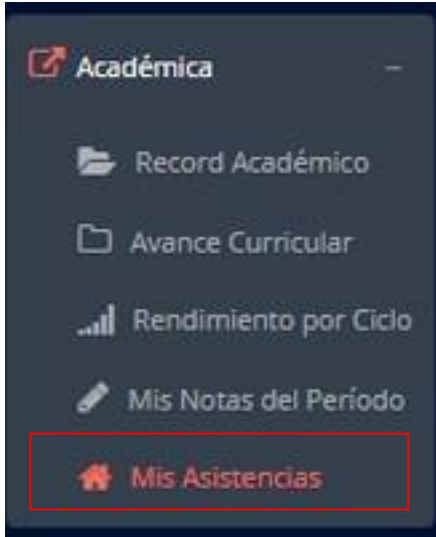 Académica
Record Académico
Avance Curricular
Rendimiento por Ciclo
Mis Notas del Período
Mis Asistencias